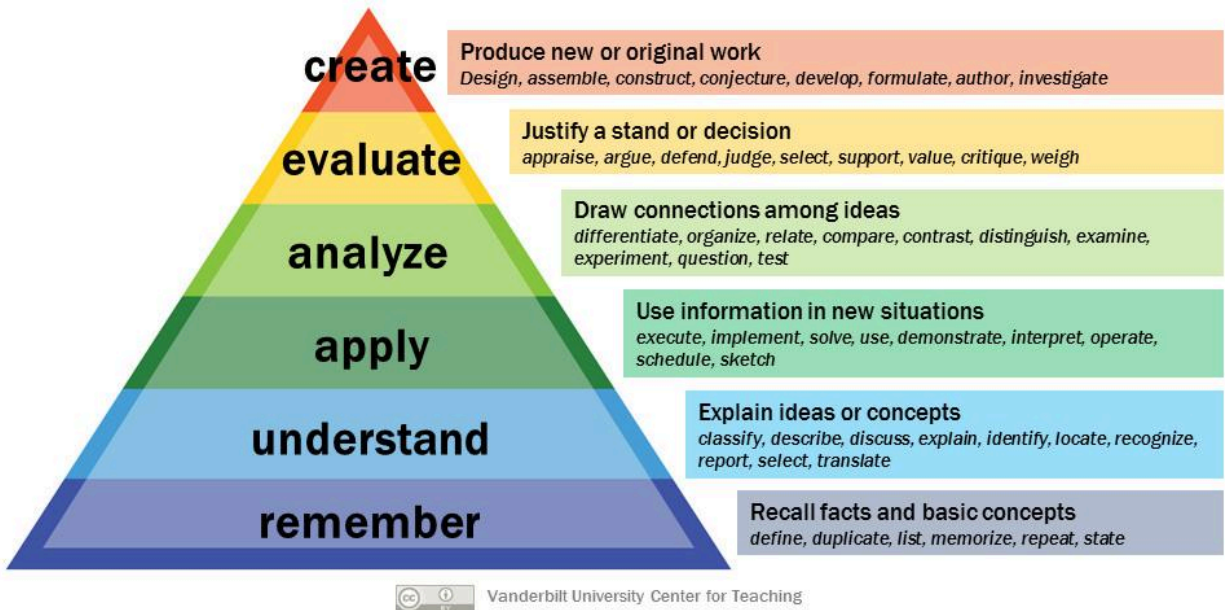 create
Produce new or original work
Design, assemble, construct, conjecture, develop, formulate, author, investigate
evaluate
Justify a stand or decision
appraise, argue, defend, judge, select, support, value, critique, weigh
analyze
Draw connections among ideas
differentiate, organize, relate, compare, contrast, distinguish, examine,
experiment, question, test
apply
Use information in new situations
execute, implement, solve, use, demonstrate, interpret, operate,
schedule, sketch
understand
Explain ideas or concepts
classify, describe, discuss, explain, identify, locate, recognize,
report, select, translate
remember
Recall facts and basic concepts
define, duplicate, list, memorize, repeat, state
cc
Vanderbilt University Center for Teaching